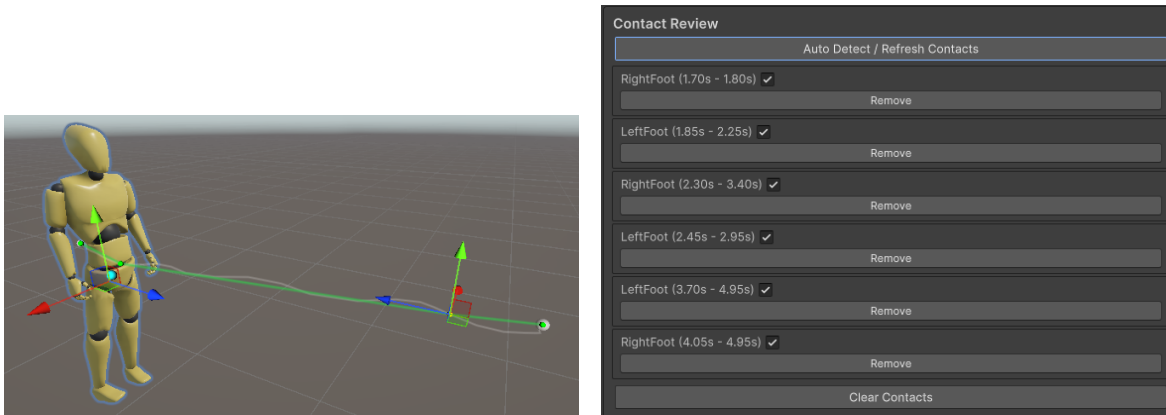 Contact Review
Auto Detect / Refresh Contacts
RightFoot (1.70s - 1.80s)
Remove
LeftFoot (1.85s - 2.25s)
Remove
RightFoot (2.30s - 3.40s)
Remove
LeftFoot (2.45s - 2.95s)
Remove
LeftFoot (3.70s - 4.95s)
Remove
RightFoot (4.05s - 4.95s)
Remove
Clear Contacts